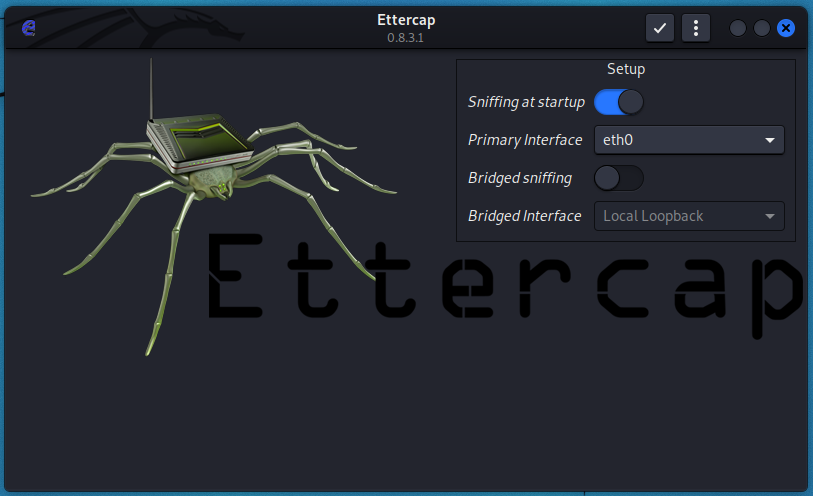 Ettercap
0.8.3.1
Setup
Sniffing at startup
Primary Interface eth0
Bridged sniffing
Bridged Interface Local Loopback
Ettercap